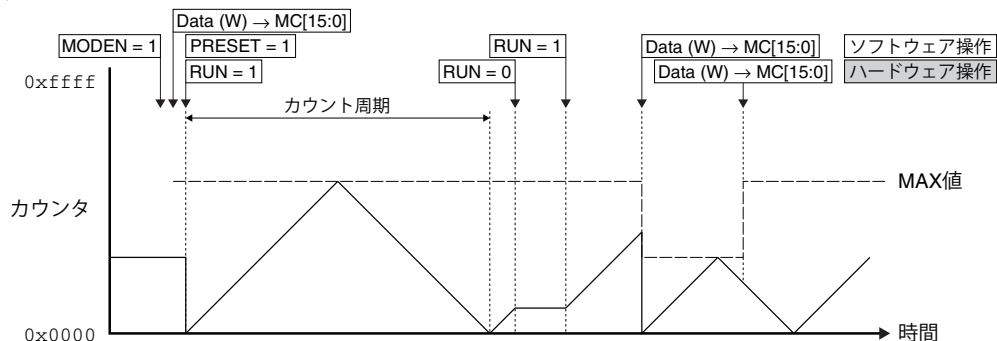 Data (W) → MC[15:0]
MODEN = 1
PRESET = 1
RUN = 1
RUN = 1
RUN = 0
Data (W) → MC[15:0]
Data (W) → MC[15:0]
ソフトウェア操作
ハードウェア操作
0xffff
カウント周期
カウンタ
MAX値
0x0000
時間